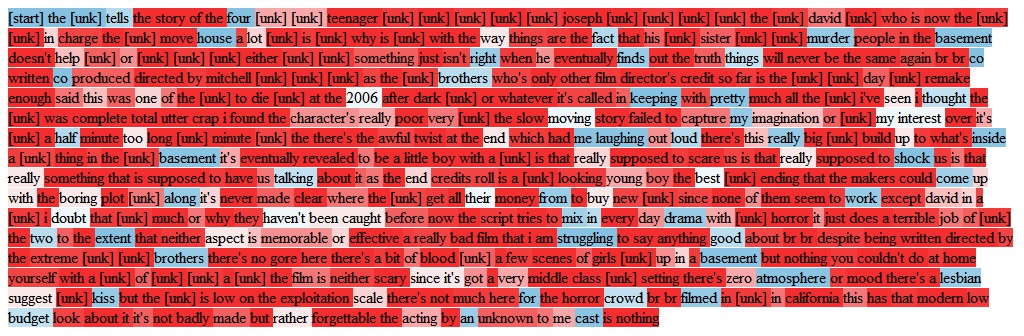 [start] the [unk] tells the story of the four [unk] [unk] teenager [unk] [unk] [unk] [unk] [unk] joseph [unk] [unk] [unk] [unk] the [unk] david [unk] who is now the [unk]
[unk] in charge the [unk] move house a lot [unk] is [unk] why is [unk] with the way things are the fact that his [unk] sister [unk] [unk] murder people in the basement
doesn't help [unk] or [unk] [unk] [unk] either [unk] [unk] something just isn't right when he eventually finds out the truth things will never be the same again br br co
written co produced directed by mitchell [unk] [unk] [unk] as the [unk] brothers who's only other film director's credit so far is the [unk] [unk] day [unk] remake
enough said this was one of the [unk] to die [unk] at the 2006 after dark [unk] or whatever it's called in keeping with pretty much all the [unk] i've seen i thought the
[unk] was complete total utter crap i found the character's really poor very [unk] the slow moving story failed to capture my imagination or [unk] my interest over it's
[unk] a half minute too long [unk] minute [unk] the there's the awful twist at the end which had me laughing out loud there's this really big [unk] build up to what's inside
a [unk] thing in the [unk] basement it's eventually revealed to be a little boy with a [unk] is that really supposed to scare us is that really supposed to shock us is that
really something that is supposed to have us talking about it as the end credits roll is a [unk] looking young boy the best [unk] ending that the makers could come up
with the boring plot [unk] along it's never made clear where the [unk] get all their money from to buy new [unk] since none of them seem to work except david in a
[unk] i doubt that [unk] much or why they haven't been caught before now the script tries to mix in every day drama with [unk] horror it just does a terrible job of [unk]
the two to the extent that neither aspect is memorable or effective a really bad film that i am struggling to say anything good about br br despite being written directed by
the extreme [unk] [unk] brothers there's no gore here there's a bit of blood [unk] a few scenes of girls [unk] up in a basement but nothing you couldn't do at home
yourself with a [unk] of [unk] [unk] a [unk] the film is neither scary since it's got a very middle class [unk] setting there's zero atmosphere or mood there's a lesbian
suggest [unk] kiss but the [unk] is low on the exploitation scale there's not much here for the horror crowd br br filmed in [unk] in california this has that modern low
budget look about it it's not badly made but rather forgettable the acting by an unknown to me cast is nothing